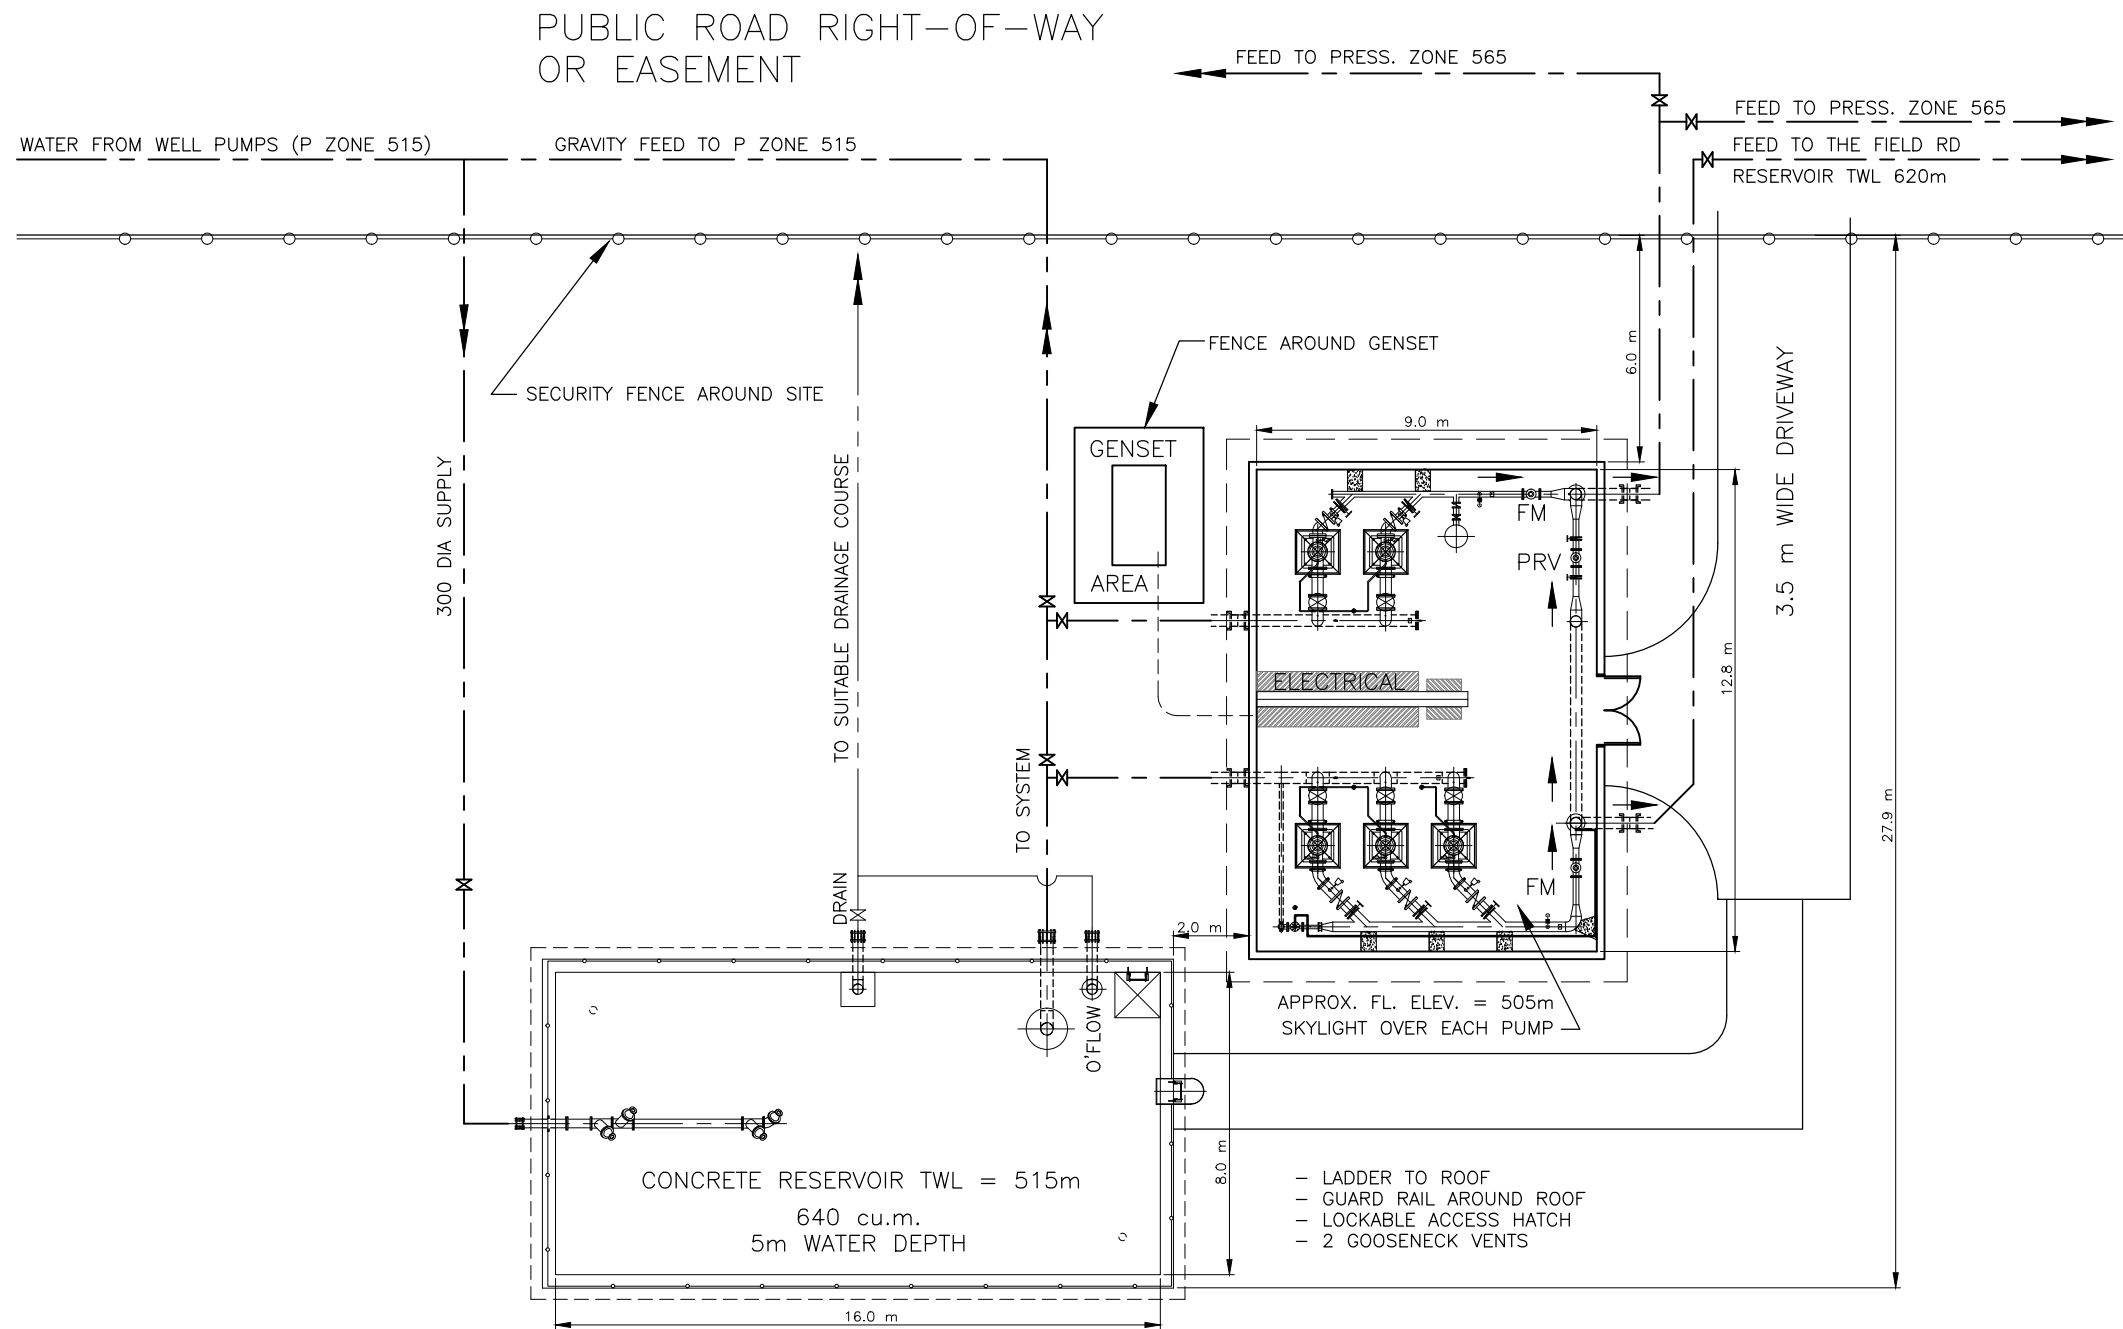 PUBLIC ROAD RIGHT-OF-WAY
OR EASEMENT
FEED TO PRESS. ZONE 565
FEED TO PRESS. ZONE 565
WATER FROM WELL PUMPS (P ZONE 515)
GRAVITY FEED TO P ZONE 515
FEED TO THE FIELD RD
RESERVOIR TWL 620m
SECURITY FENCE AROUND SITE
FENCE AROUND GENSET
6.0 m
3.5 m WIDE DRIVEWAY
9.0 m
GENSET
AREA
300 DIA SUPPLY
TO SUITABLE DRAINAGE COURSE
FM
PRV
ELECTRICAL
12.8 m
27.9 m
TO SYSTEM
FM
DRAIN
2.0 m
APPROX. FL. ELEV. = 505m
SKYLIGHT OVER EACH PUMP
O'FLOW
CONCRETE RESERVOIR TWL = 515m
640 cu.m.
5m WATER DEPTH
8.0 m
- LADDER TO ROOF
- GUARD RAIL AROUND ROOF
- LOCKABLE ACCESS HATCH
- 2 GOOSENECK VENTS
16.0 m